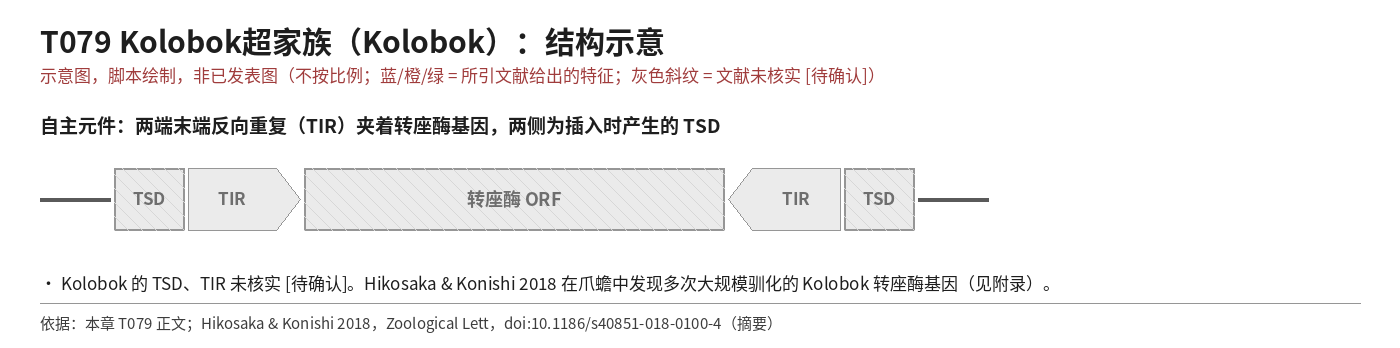 T079 Kolobok超家族（Kolobok）：结构示意
示意图，脚本绘制，非已发表图（不按比例；蓝/橙/绿 = 所引文献给出的特征；灰色斜纹 = 文献未核实 [待确认]）
自主元件：两端末端反向重复（TIR）夹着转座酶基因，两侧为插入时产生的 TSD
TSD TIR 转座酶 ORF TIR TSD
· Kolobok 的 TSD、TIR 未核实 [待确认]。Hikosaka & Konishi 2018 在爪蟾中发现多次大规模驯化的 Kolobok 转座酶基因（见附录）。
依据：本章 T079 正文；Hikosaka & Konishi 2018，Zoological Lett，doi:10.1186/s40851-018-0100-4（摘要）